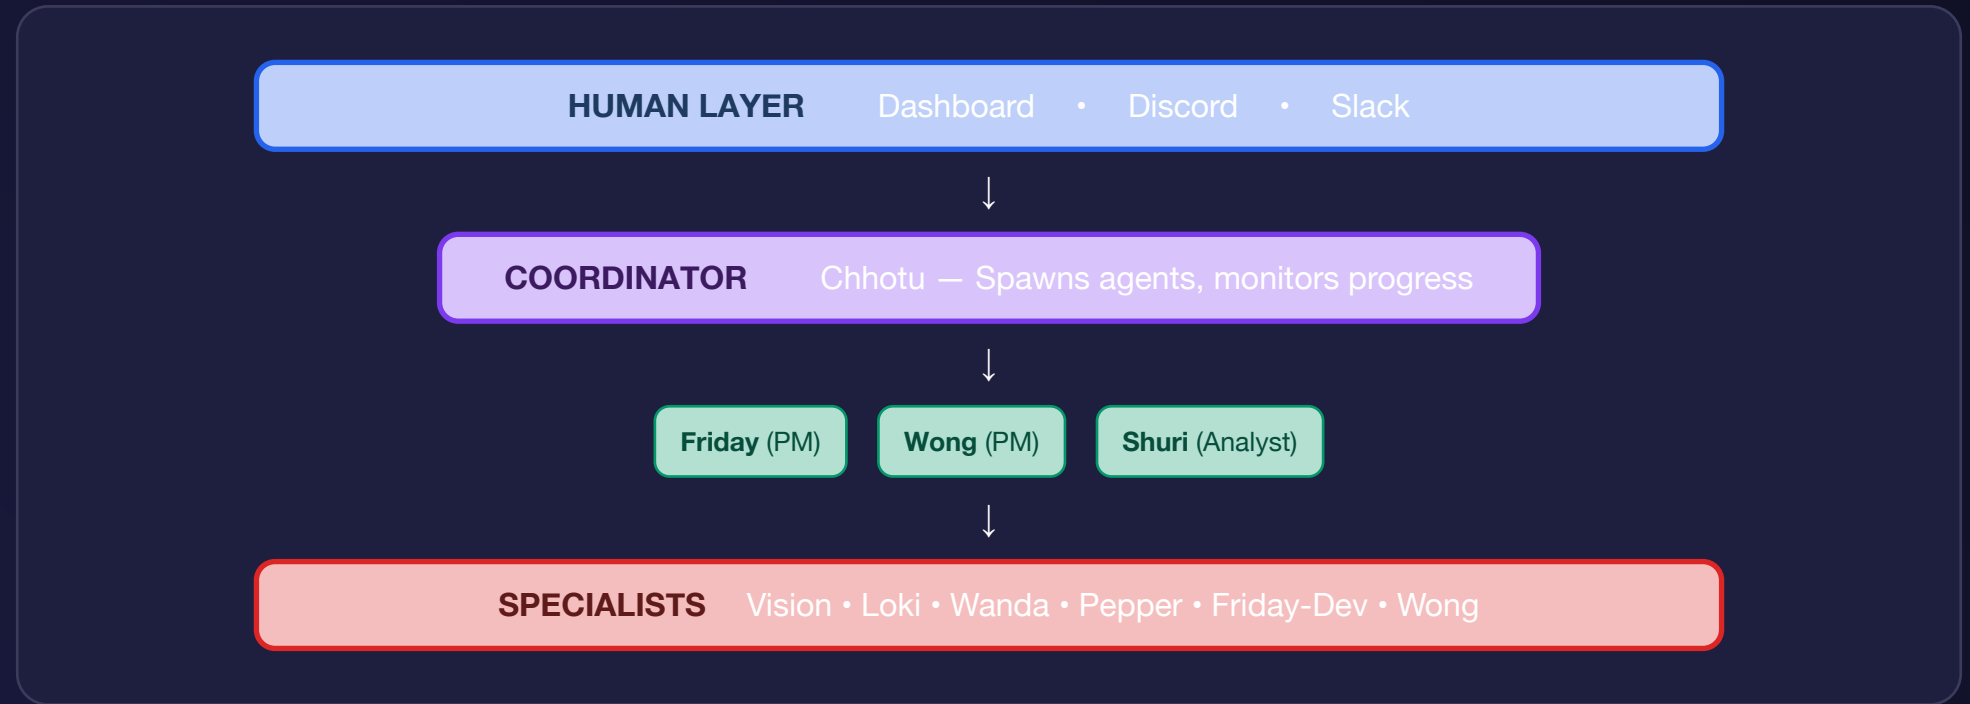 HUMAN LAYER Dashboard • Discord • Slack
↓
COORDINATOR Chhotu — Spawns agents, monitors progress
↓
Friday (PM) Wong (PM) Shuri (Analyst)
↓
SPECIALISTS Vision • Loki • Wanda • Pepper • Friday-Dev • Wong